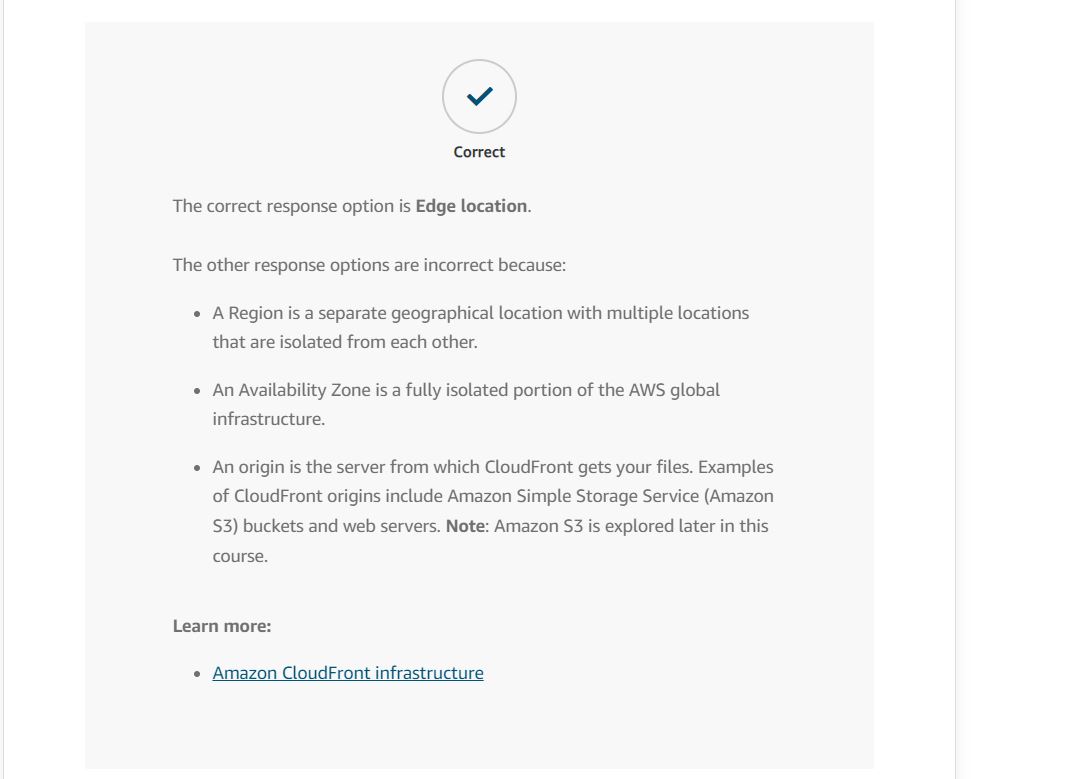 Correct
The correct response option is Edge location.
The other response options are incorrect because:
• A Region is a separate geographical location with multiple locations
that are isolated from each other.
• An Availability Zone is a fully isolated portion of the AWS global
infrastructure.
• An origin is the server from which CloudFront gets your files. Examples
of CloudFront origins include Amazon Simple Storage Service (Amazon
S3) buckets and web servers. Note: Amazon S3 is explored later in this
course.
Learn more:
• Amazon CloudFront infrastructure